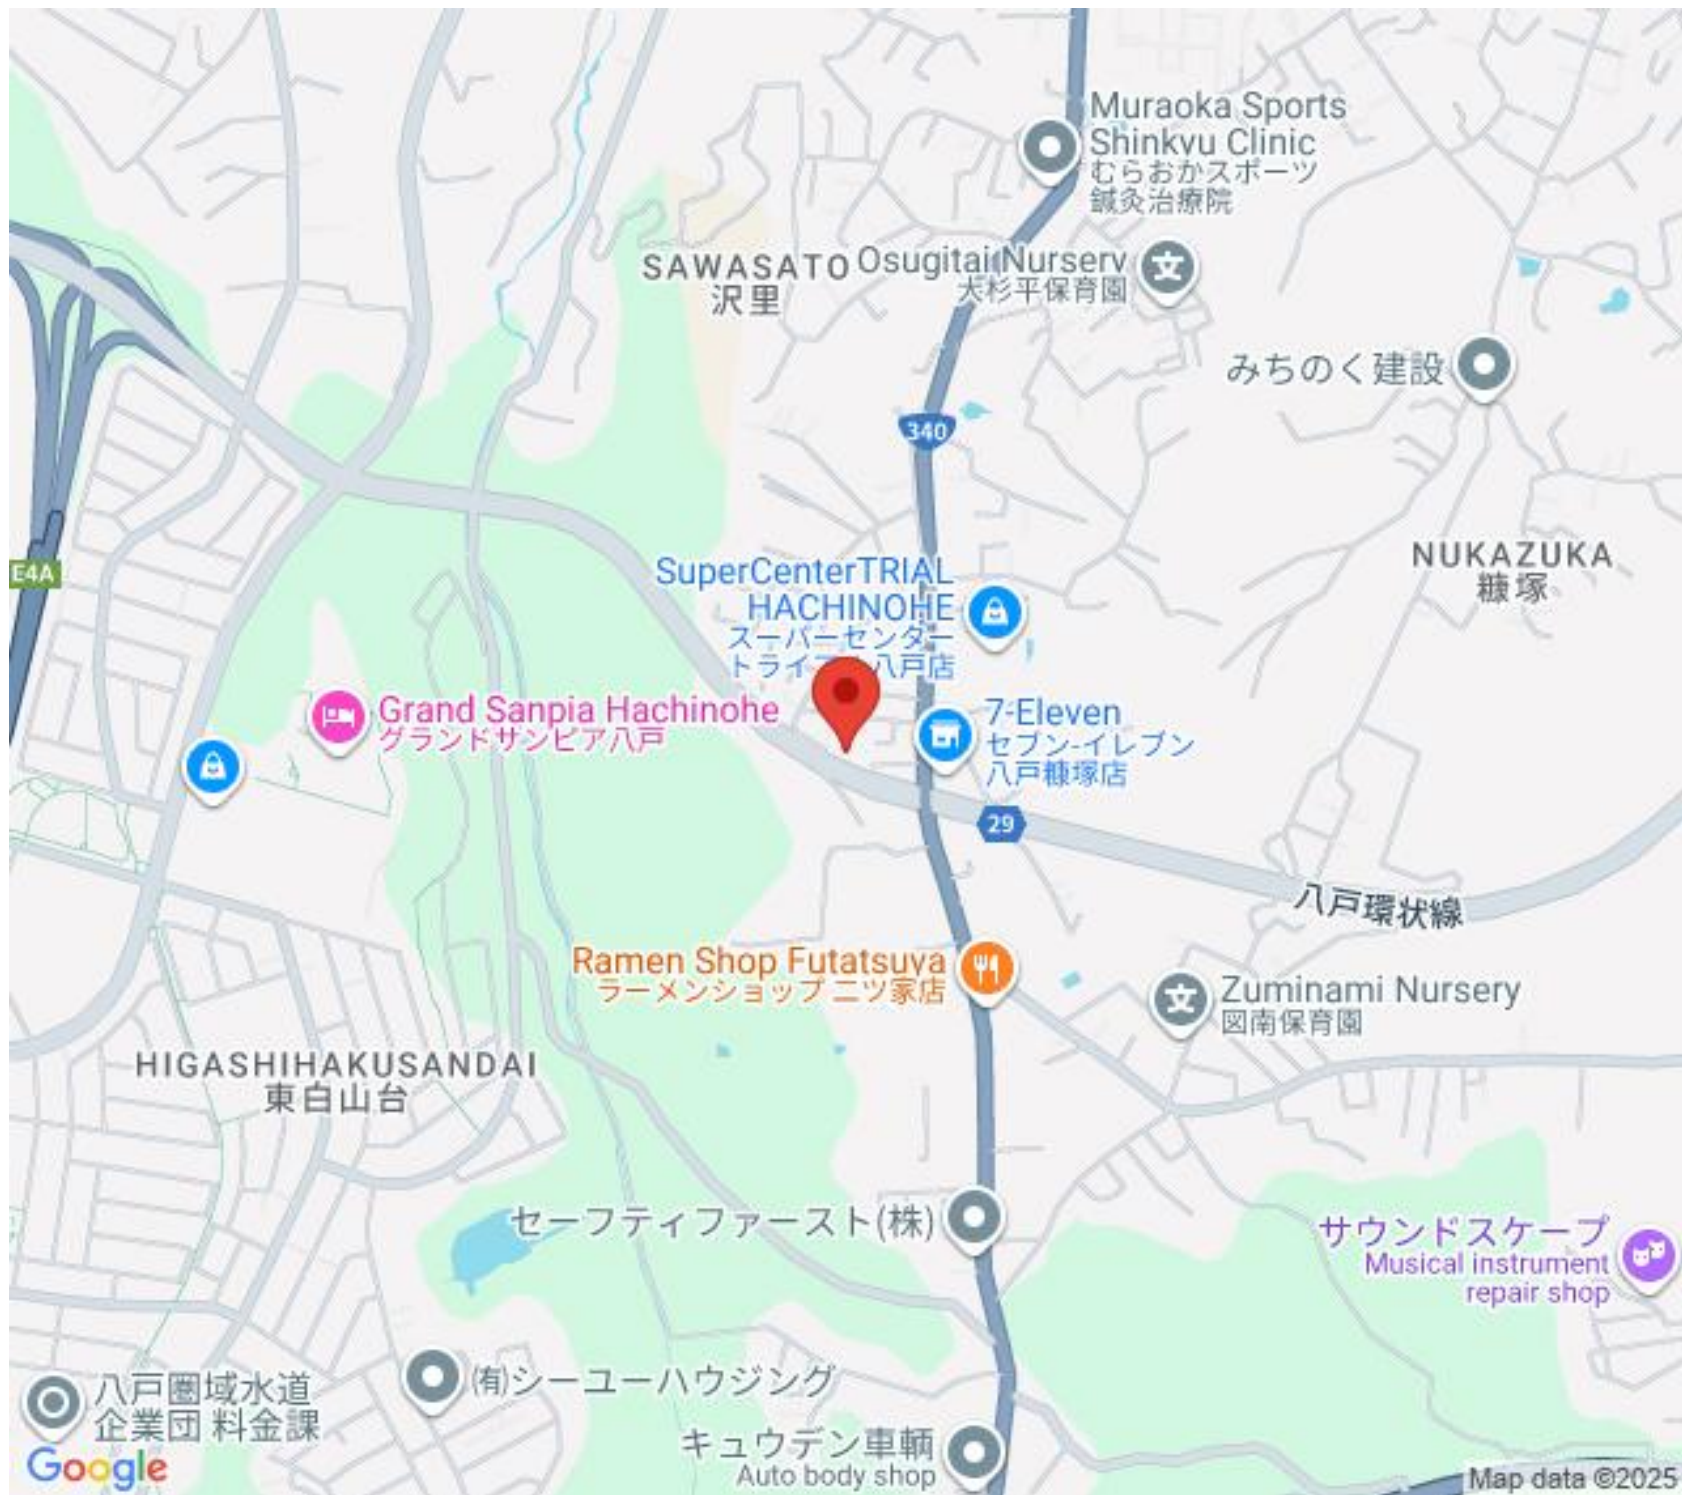 Muraoka Sports
Shinkyu Clinic
むらおかスポーツ
鍼灸治療院
SAWASATO
沢里
Osugitai Nursery
大杉平保育園
みちのく建設
340
NUKAZUKA
糠塚
E4A
SuperCenterTRIAL
HACHINOHE
スーパーセンター
トライアル八戸店
Grand Sanpia Hachinohe
グランドサンピア八戸
7-Eleven
セブン-イレブン
八戸糠塚店
29
八戸環状線
Ramen Shop Futatsuya
ラーメンショップ 二ツ家店
Zuminami Nursery
図南保育園
HIGASHIHAKUSANDAI
東白山台
セーフティファースト(株)
サウンドスケープ
Musical instrument
repair shop
八戸圏域水道
企業団 料金課
(有)シーユーハウジング
キュウデン車輌
Auto body shop
Google
Map data ©2025